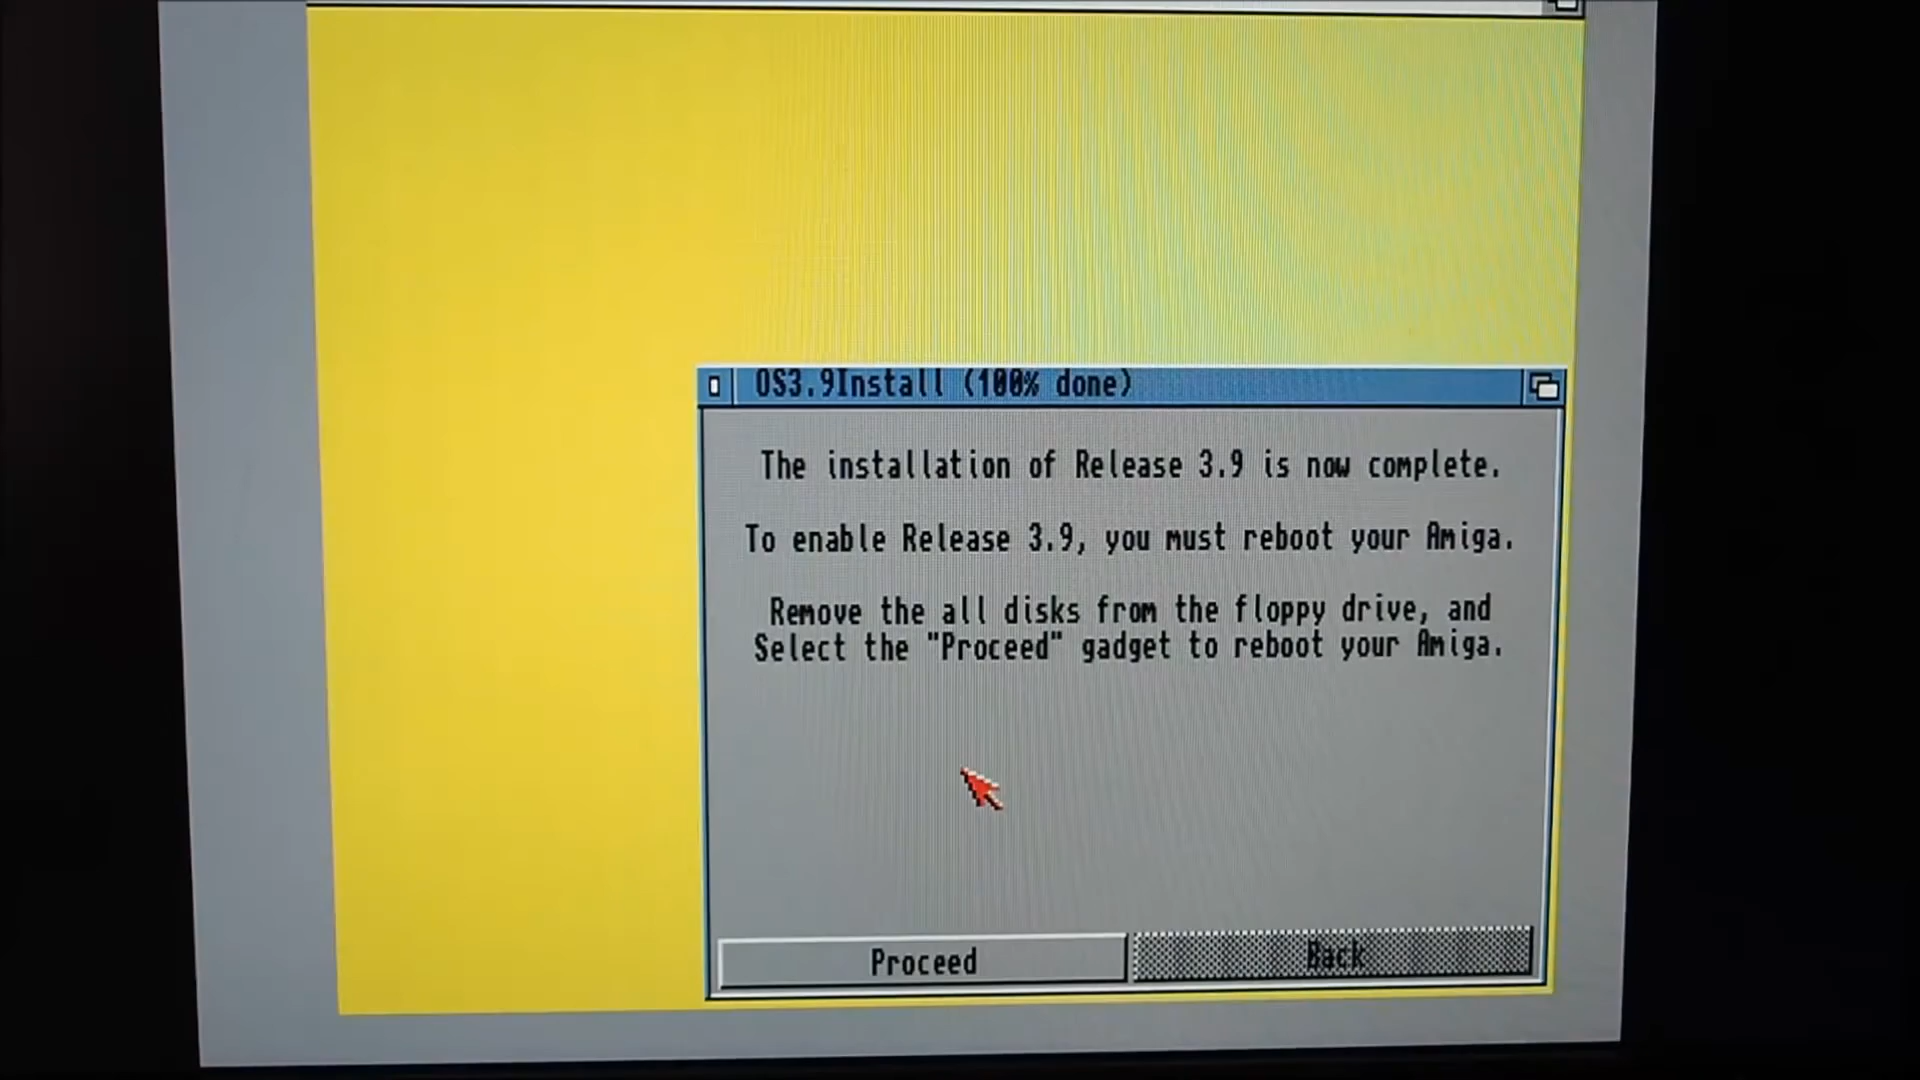 OS3.9Install (100% done)
The installation of Release 3.9 is now complete.
To enable Release 3.9, you must reboot your Amiga.
Remove the all disks from the floppy drive, and
Select the "Proceed" gadget to reboot your Amiga.
Proceed
Back